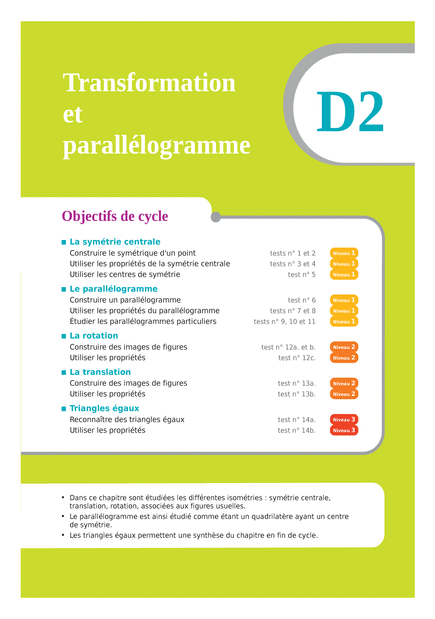 Transformation
et
parallélogramme
D2
Objectifs de cycle
La symétrie centrale
Construire le symétrique d'un point tests n° 1 et 2 Niveau 1
Utiliser les propriétés de la symétrie centrale tests n° 3 et 4 Niveau 1
Utiliser les centres de symétrie test n° 5 Niveau 1
Le parallélogramme
Construire un parallélogramme test n° 6 Niveau 1
Utiliser les propriétés du parallélogramme tests n° 7 et 8 Niveau 1
Étudier les parallélogrammes particuliers tests n° 9, 10 et 11 Niveau 1
La rotation
Construire des images de figures test n° 12a. et b. Niveau 2
Utiliser les propriétés test n° 12c. Niveau 2
La translation
Construire des images de figures test n° 13a. Niveau 2
Utiliser les propriétés test n° 13b. Niveau 2
Triangles égaux
Reconnaître des triangles égaux test n° 14a. Niveau 3
Utiliser les propriétés test n° 14b. Niveau 3
• Dans ce chapitre sont étudiées les différentes isométries : symétrie centrale,
translation, rotation, associées aux figures usuelles.
• Le parallélogramme est ainsi étudié comme étant un quadrilatère ayant un centre
de symétrie.
• Les triangles égaux permettent une synthèse du chapitre en fin de cycle.